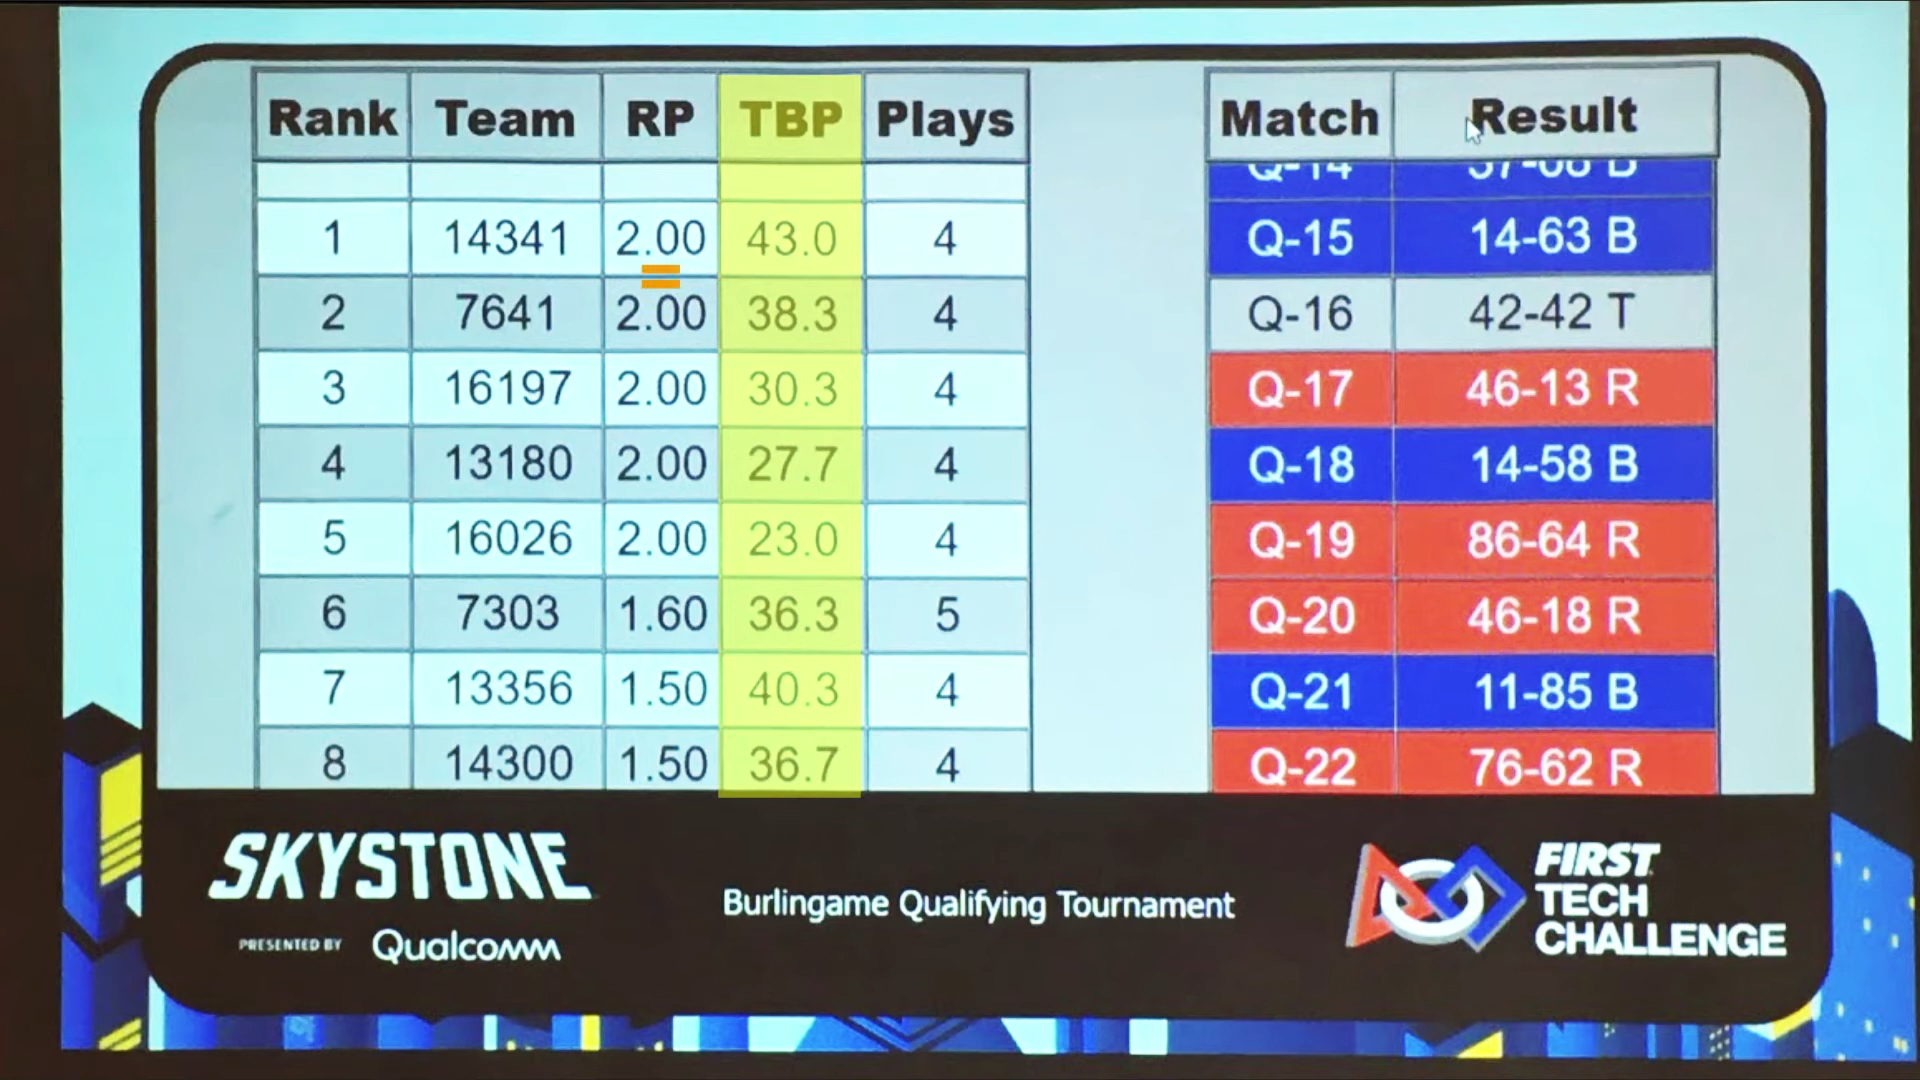 Rank Team RP TBP Plays
1 14341 2.00 43.0 4
2 7641 2.00 38.3 4
3 16197 2.00 30.3 4
4 13180 2.00 27.7 4
5 16026 2.00 23.0 4
6 7303 1.60 36.3 5
7 13356 1.50 40.3 4
8 14300 1.50 36.7 4
Match Result
Q-15 14-63 B
Q-16 42-42 T
Q-17 46-13 R
Q-18 14-58 B
Q-19 86-64 R
Q-20 46-18 R
Q-21 11-85 B
Q-22 76-62 R
SKYSTONE
PRESENTED BY Qualcomm
Burlingame Qualifying Tournament
FIRST
TECH
CHALLENGE